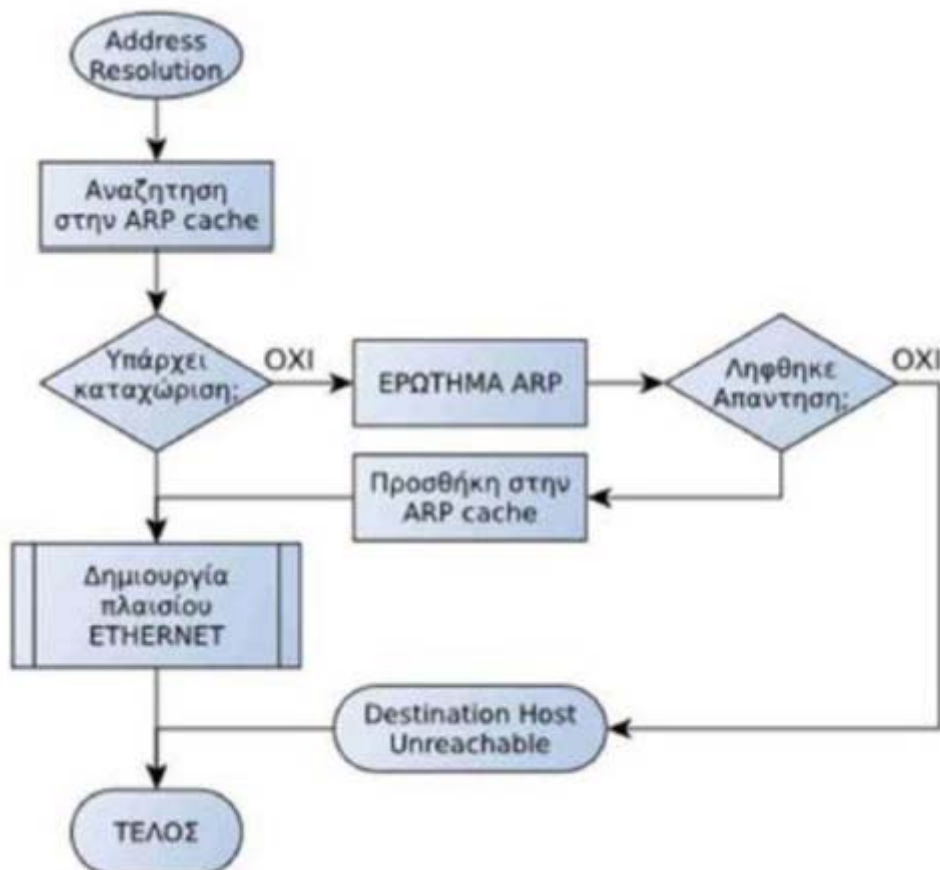 Address
Resolution
Αναζητηση
στην ARP cache
Υπάρχει
καταχώριση;
ΟΧΙ
ΕΡΩΤΗΜΑ ARP
Ληφθηκε
Απαντηση;
ΟΧΙ
Προσθήκη στην
ARP cache
Δημιουργία
πλαισίου
ETHERNET
Destination Host
Unreachable
ΤΕΛΟΣ